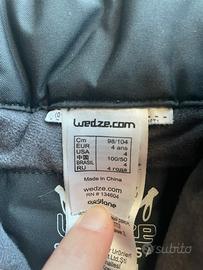 Wedze.com
Cm 98/104
EUR 4 ans
USA 4
中国 100/50
BRASIL 4
RU 4 года
Made in China
wedze.com
RN # 134604
oxylane
subito